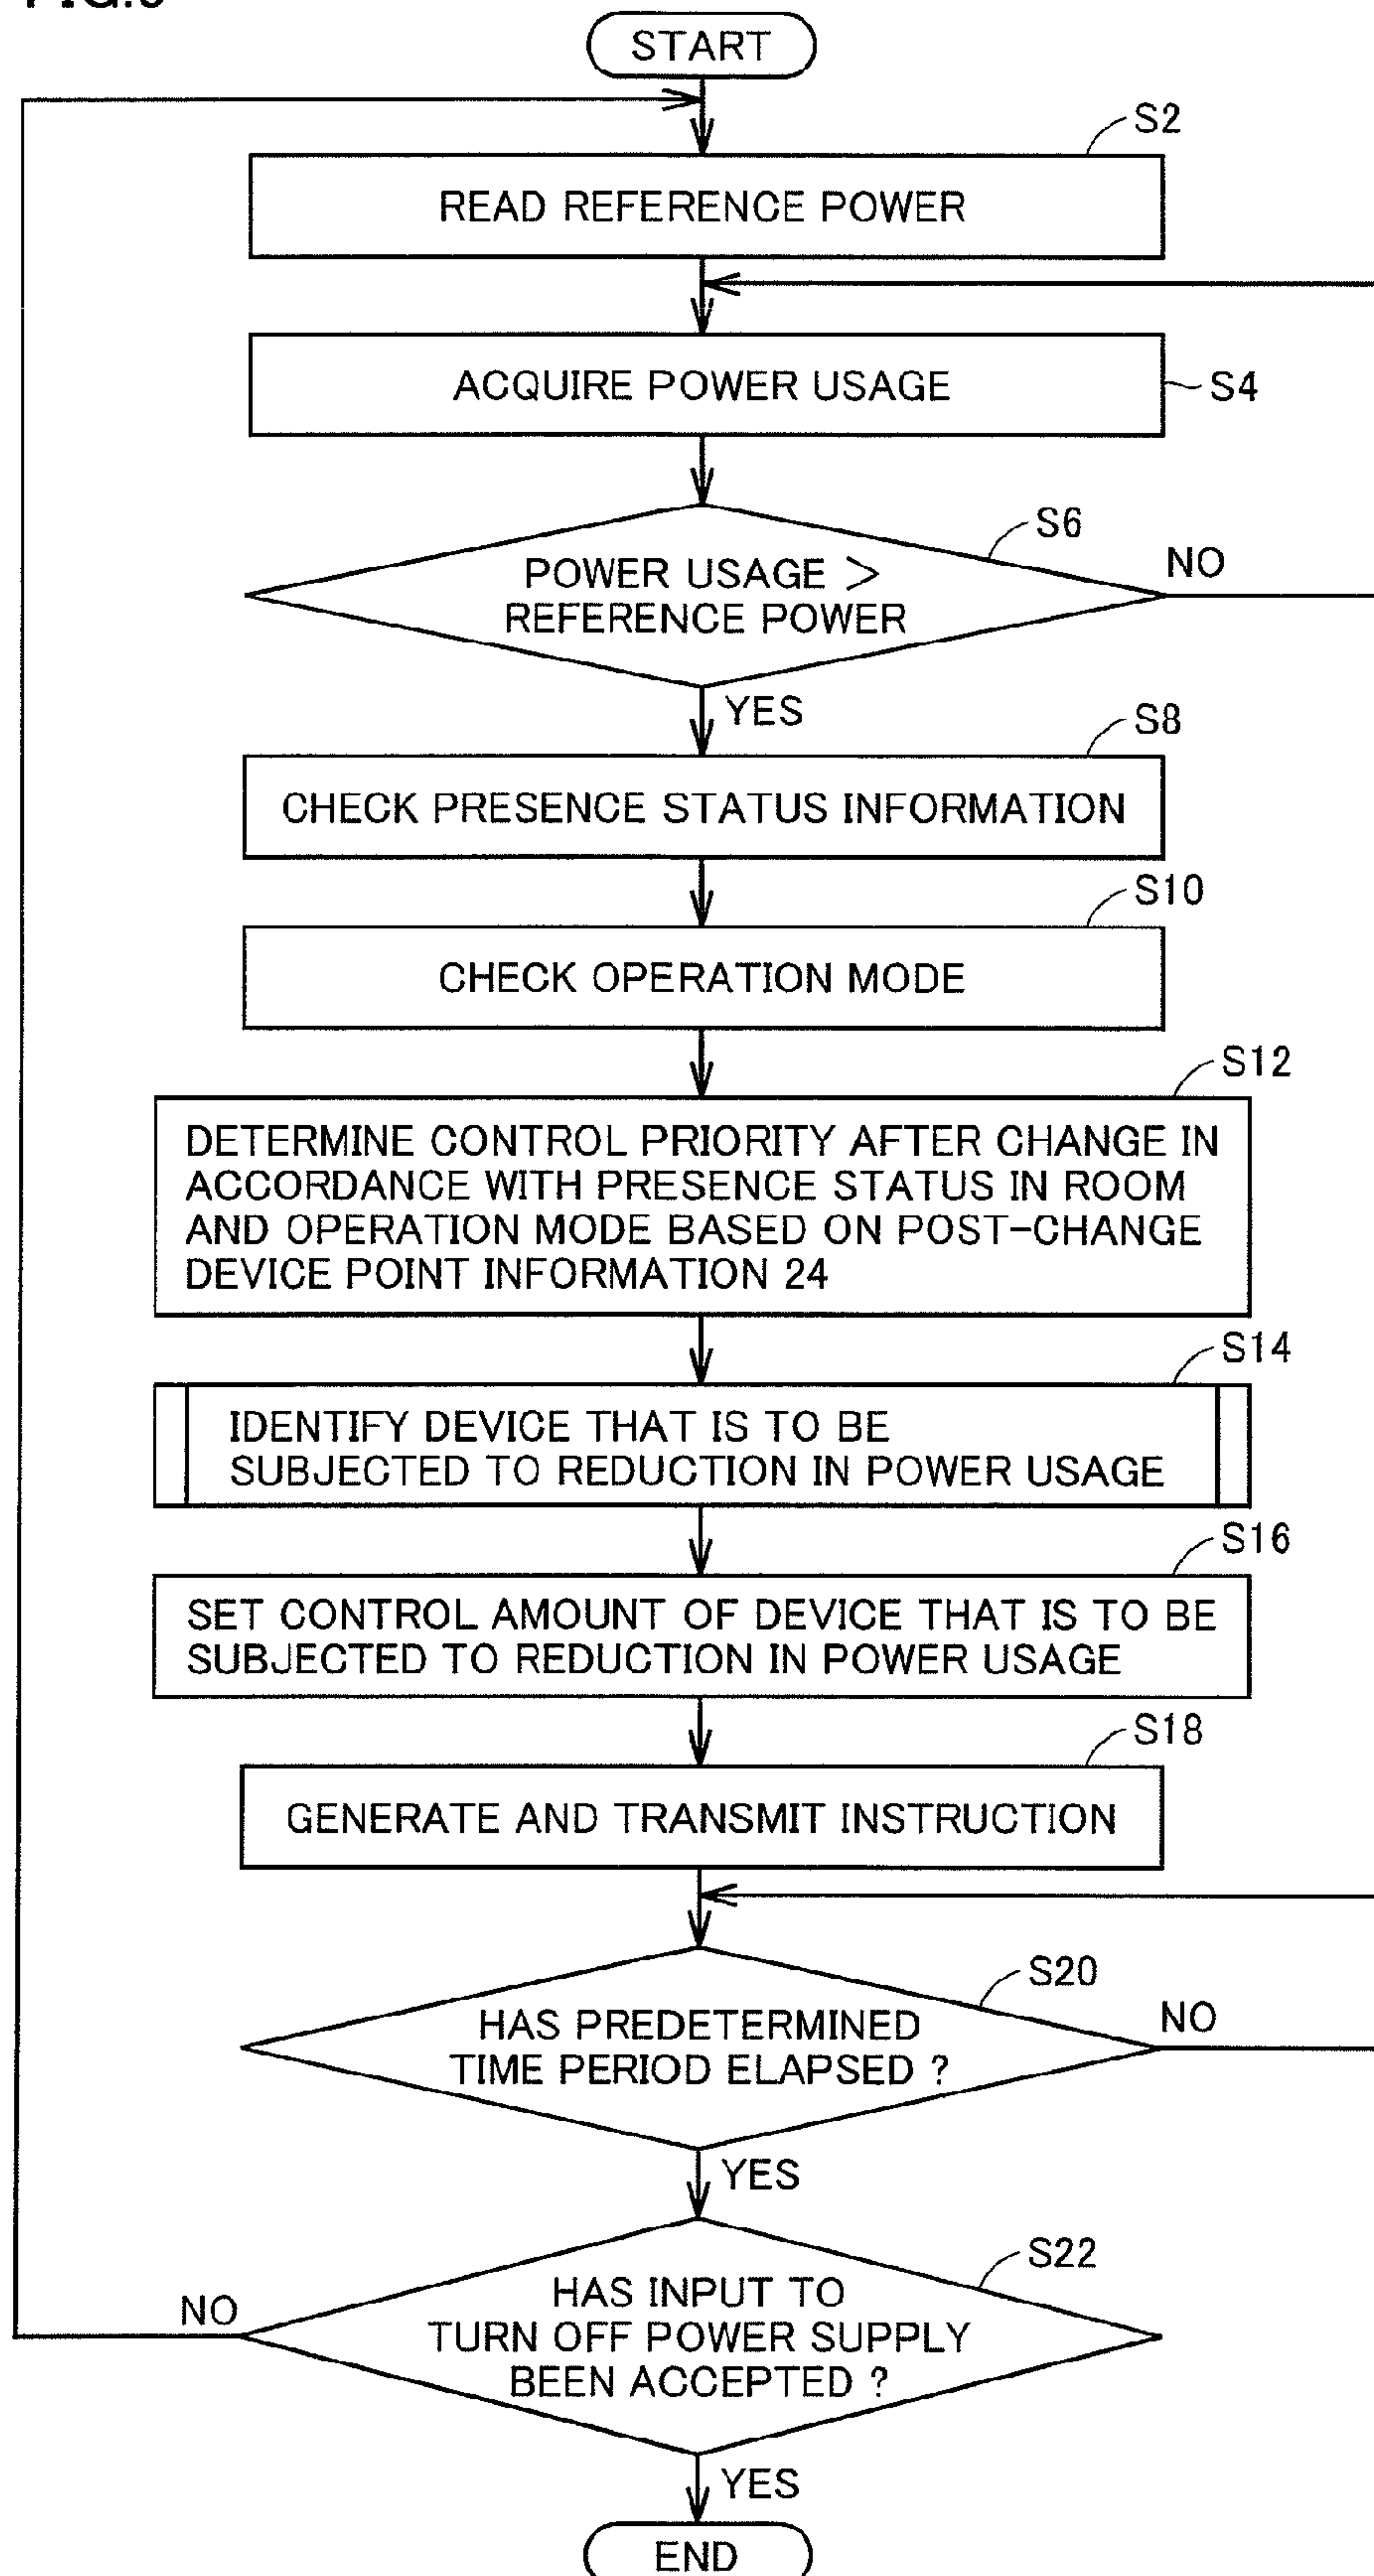 START
S2
READ REFERENCE POWER
ACQUIRE POWER USAGE
S4
S6
POWER USAGE >
REFERENCE POWER
NO
YES
S8
CHECK PRESENCE STATUS INFORMATION
S10
CHECK OPERATION MODE
S12
DETERMINE CONTROL PRIORITY AFTER CHANGE IN
ACCORDANCE WITH PRESENCE STATUS IN ROOM
AND OPERATION MODE BASED ON POST-CHANGE
DEVICE POINT INFORMATION 24
S14
IDENTIFY DEVICE THAT IS TO BE
SUBJECTED TO REDUCTION IN POWER USAGE
S16
SET CONTROL AMOUNT OF DEVICE THAT IS TO BE
SUBJECTED TO REDUCTION IN POWER USAGE
S18
GENERATE AND TRANSMIT INSTRUCTION
S20
HAS PREDETERMINED
TIME PERIOD ELAPSED ?
NO
YES
S22
HAS INPUT TO
TURN OFF POWER SUPPLY
BEEN ACCEPTED ?
NO
YES
END